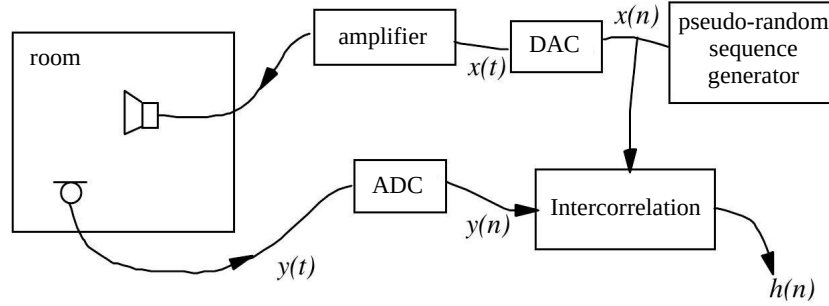 x(n)
pseudo-random
sequence
generator
amplifier
DAC
x(t)
room
ADC
Intercorrelation
y(n)
y(t)
h(n)